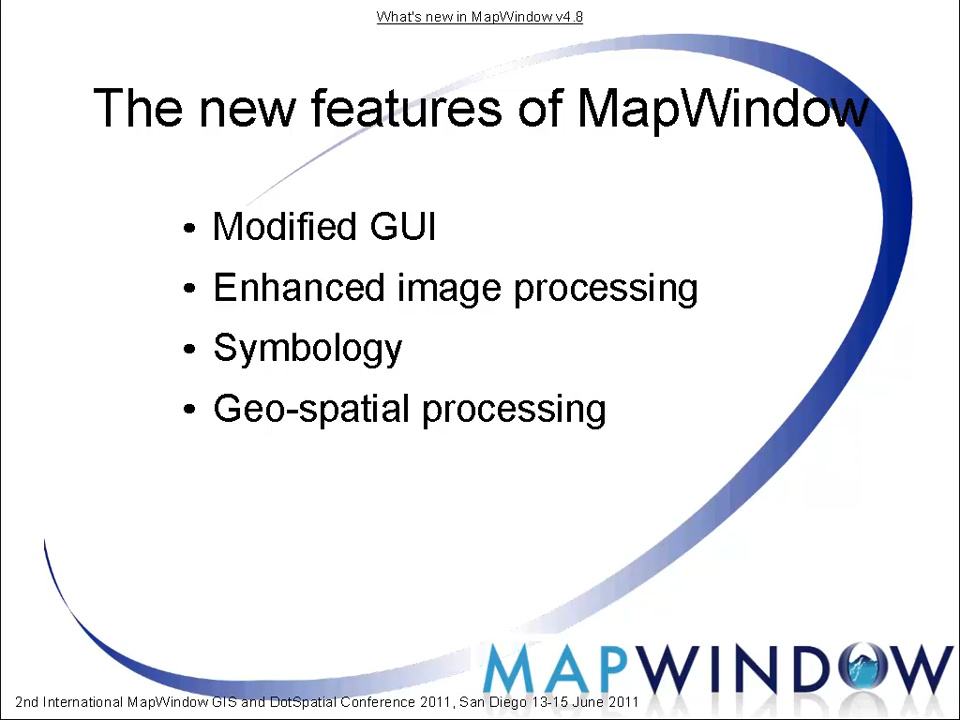 What's new in MapWindow v4.8
The new features of MapWindow
• Modified GUI
• Enhanced image processing
• Symbology
• Geo-spatial processing
MAPWINDOW
2nd International MapWindow GIS and DotSpatial Conference 2011, San Diego 13-15 June 2011